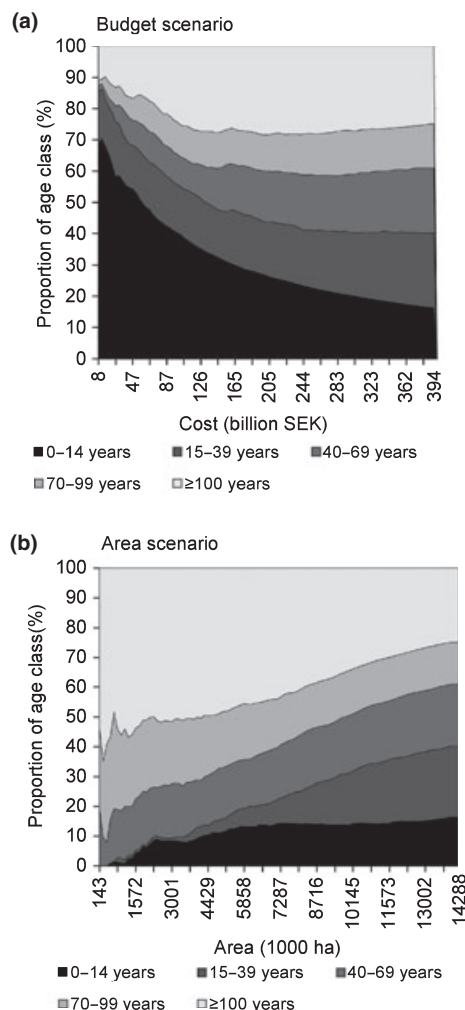 (a) Budget scenario
Proportion of age class (%)
100
90
80
70
60
50
40
30
20
10
0
8 47 87 126 165 205 244 283 323 362 394
Cost (billion SEK)
0–14 years 15–39 years 40–69 years
70–99 years ≥100 years
(b) Area scenario
Proportion of age class(%)
100
90
80
70
60
50
40
30
20
10
0
143 1572 3001 4429 5858 7287 8716 10145 11573 13002 14288
Area (1000 ha)
0–14 years 15–39 years 40–69 years
70–99 years ≥100 years